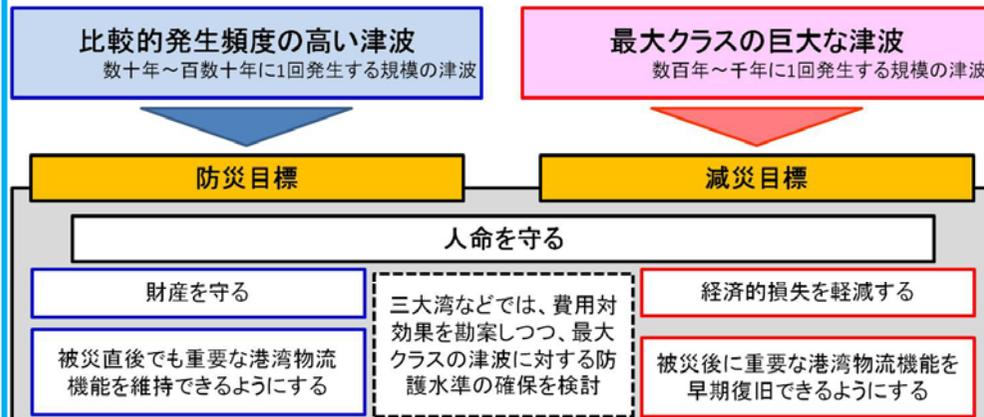 比較的発生頻度の高い津波
数十年～百数十年に1回発生する規模の津波
最大クラスの巨大な津波
数百年～千年に1回発生する規模の津波
防災目標
減災目標
人命を守る
財産を守る
被災直後でも重要な港湾物流
機能を維持できるようにする
三大湾などでは、費用対
効果を勘案しつつ、最大
クラスの津波に対する防
護水準の確保を検討
経済的損失を軽減する
被災後に重要な港湾物流機能を
早期復旧できるようにする